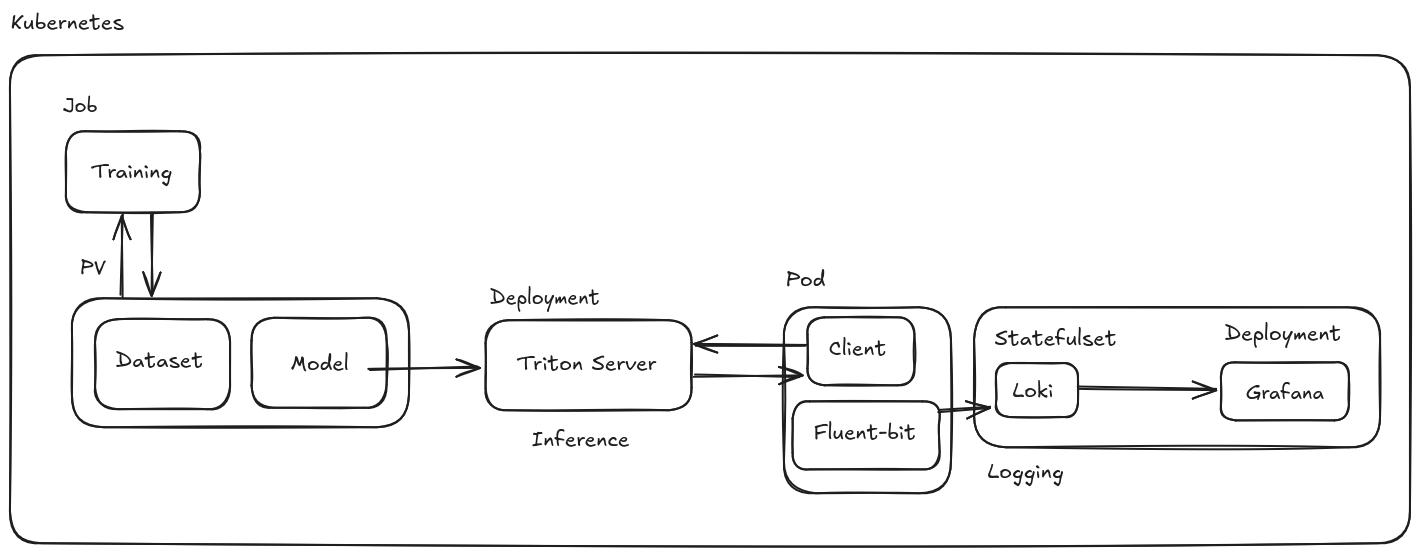 Kubernetes
Job
Training
PV
Dataset
Model
Deployment
Triton Server
Inference
Pod
Client
Fluent-bit
Statefulset
Loki
Deployment
Grafana
Logging